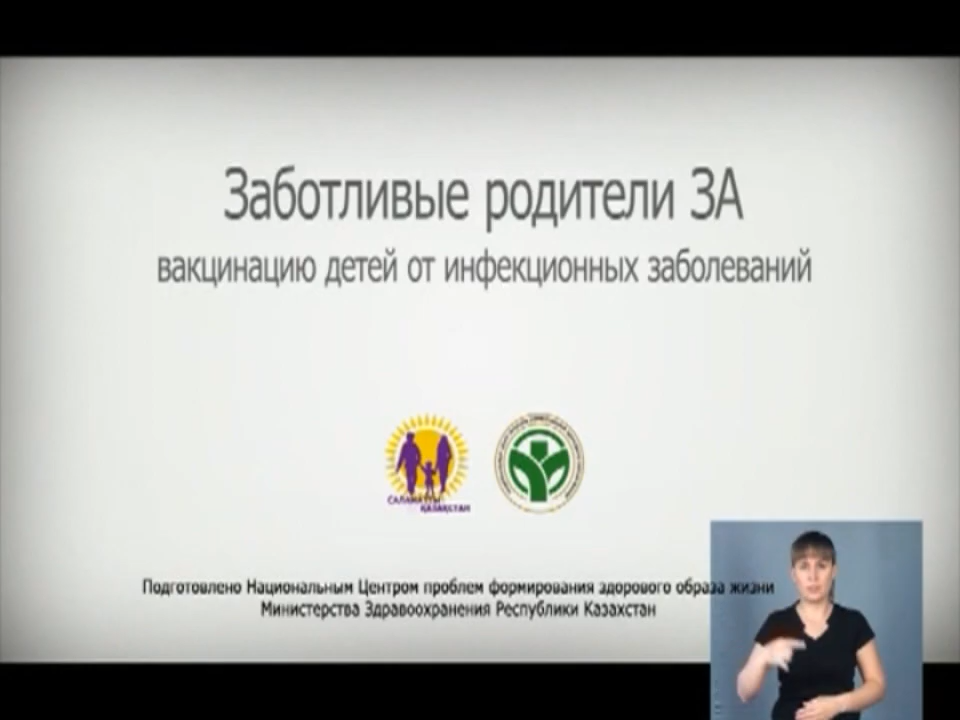 Заботливые родители ЗА
вакцинацию детей от инфекционных заболеваний
САЛАМАТТЫ
ҚАЗАҚСТАН
Подготовлено Национальным Центром проблем формирования здорового образа жизни
Министерства Здравоохранения Республики Казахстан